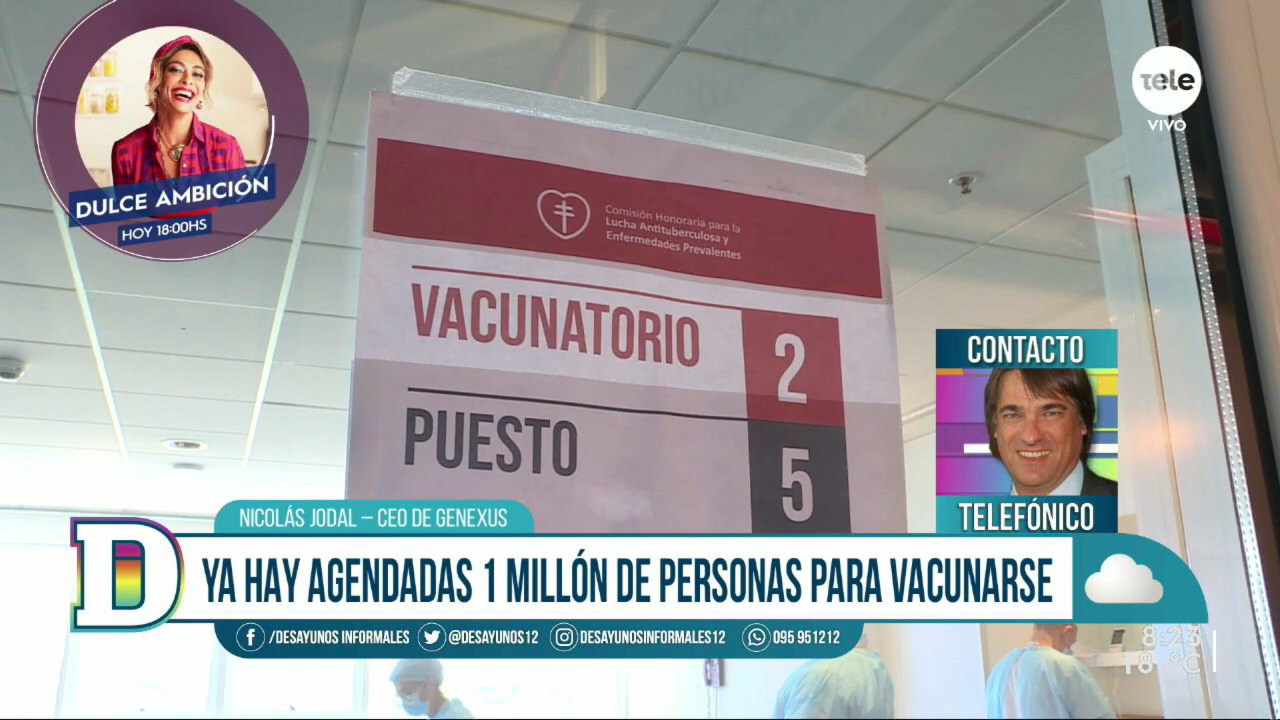 DULCE AMBICIÓN
HOY 18:00HS
tele
VIVO
Comisión Honoraria para la
Lucha Antituberculosa y
Enfermedades Prevalentes
VACUNATORIO 2
PUESTO 5
CONTACTO
TELEFÓNICO
NICOLÁS JODAL – CEO DE GENEXUS
D
YA HAY AGENDADAS 1 MILLÓN DE PERSONAS PARA VACUNARSE
/DESAYUNOS INFORMALES @DESAYUNOS12 DESAYUNOSINFORMALES12 095 951212
8:23
18° C